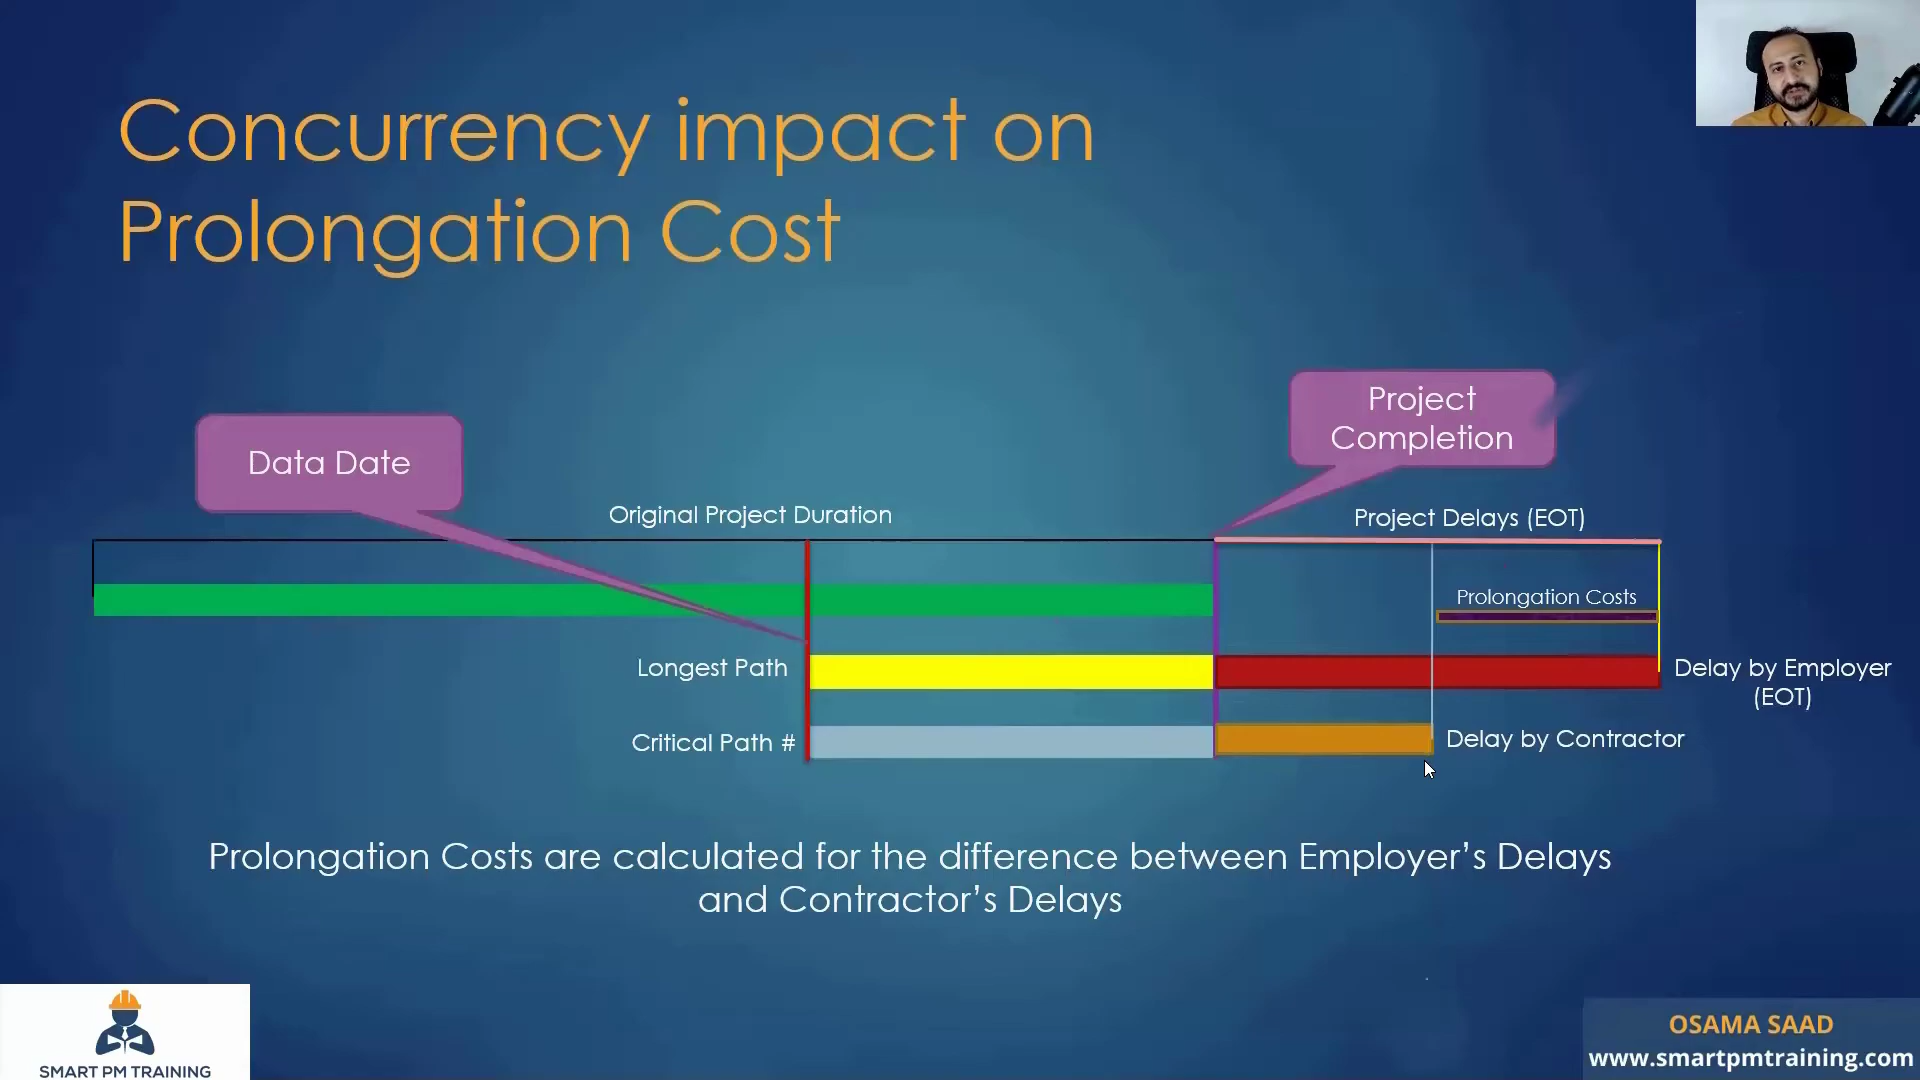 Concurrency impact on
Prolongation Cost
Project
Completion
Data Date
Original Project Duration
Project Delays (EOT)
Prolongation Costs
Longest Path
Delay by Employer
(EOT)
Critical Path #
Delay by Contractor
Prolongation Costs are calculated for the difference between Employer’s Delays
and Contractor’s Delays
SMART PM TRAINING
OSAMA SAAD
www.smartpmtraining.com